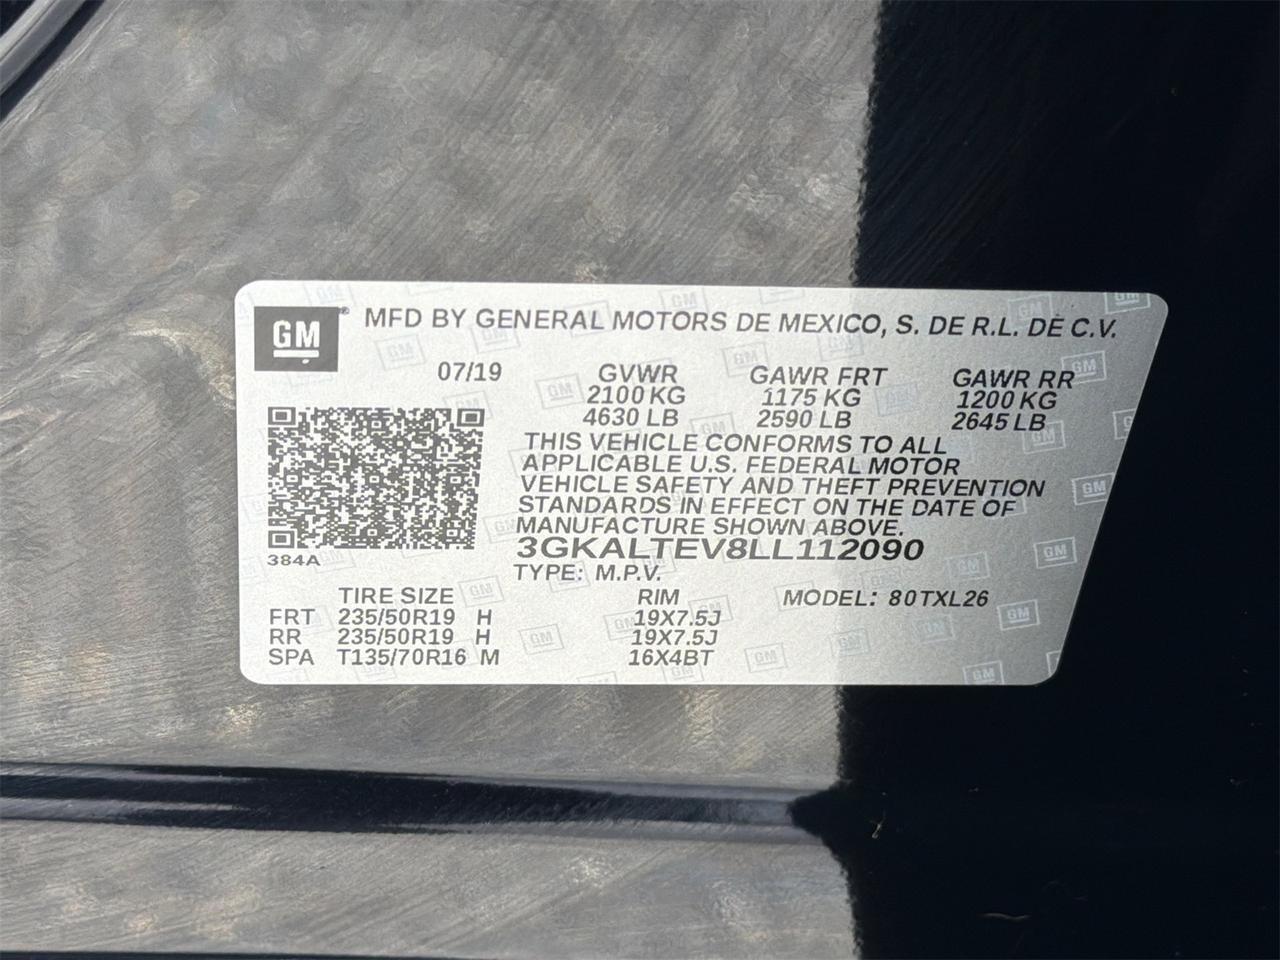 GM® MFD BY GENERAL MOTORS DE MEXICO, S. DE R.L. DE C.V.
07/19 GVWR GAWR FRT GAWR RR
2100 KG 1175 KG 1200 KG
4630 LB 2590 LB 2645 LB
THIS VEHICLE CONFORMS TO ALL
APPLICABLE U.S. FEDERAL MOTOR
VEHICLE SAFETY AND THEFT PREVENTION
STANDARDS IN EFFECT ON THE DATE OF
MANUFACTURE SHOWN ABOVE.
384A 3GKALTEV8LL112090
TYPE: M.P.V.
TIRE SIZE RIM MODEL: 80TXL26
FRT 235/50R19 H 19X7.5J
RR 235/50R19 H 19X7.5J
SPA T135/70R16 M 16X4BT